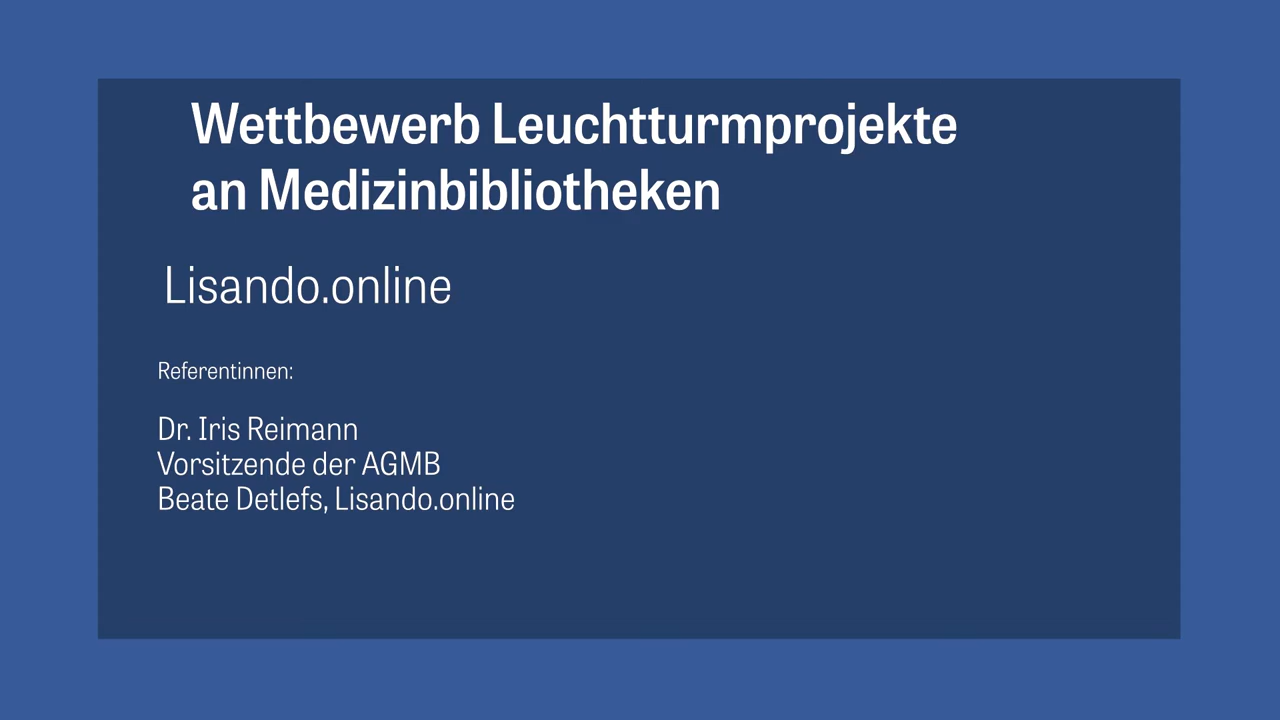 Wettbewerb Leuchtturmprojekte
an Medizinbibliotheken
Lisando.online
Referentinnen:
Dr. Iris Reimann
Vorsitzende der AGMB
Beate Detlefs, Lisando.online